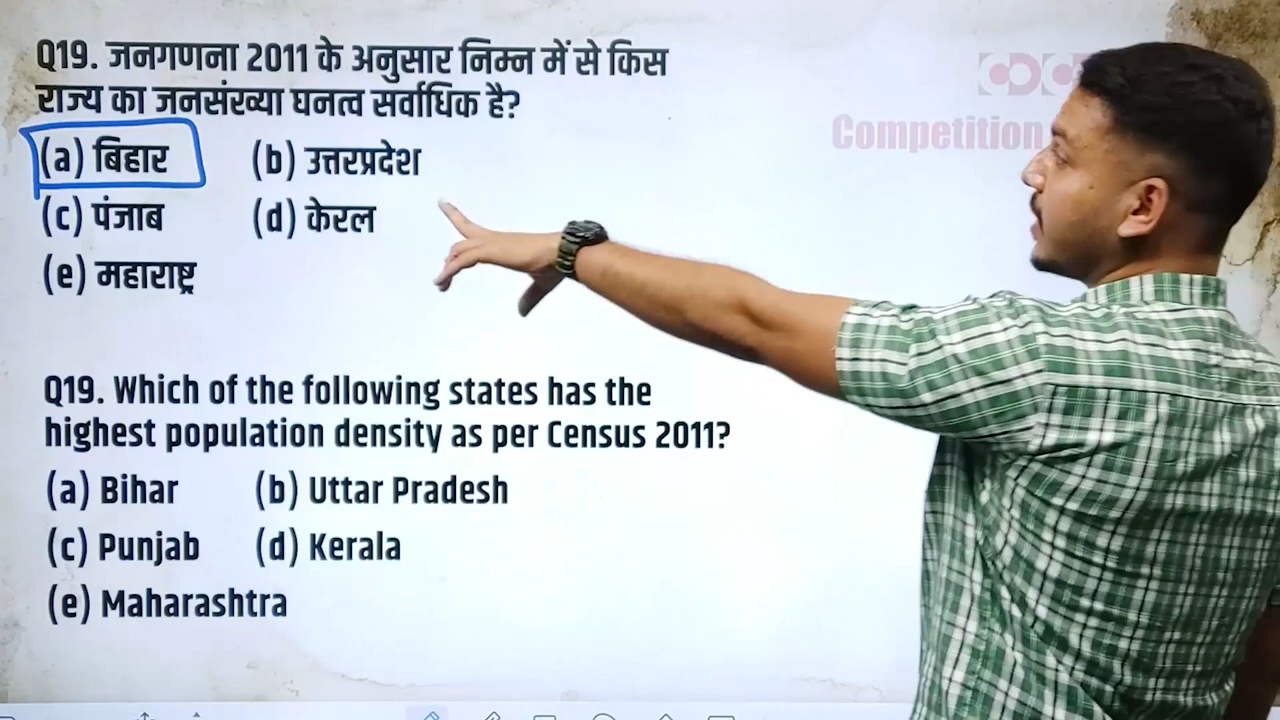 Q19. जनगणना 2011 के अनुसार निम्न में से किस
राज्य का जनसंख्या घनत्व सर्वाधिक है?
(a) बिहार (b) उत्तरप्रदेश
(c) पंजाब (d) केरल
(e) महाराष्ट्र
Competition
Q19. Which of the following states has the
highest population density as per Census 2011?
(a) Bihar (b) Uttar Pradesh
(c) Punjab (d) Kerala
(e) Maharashtra